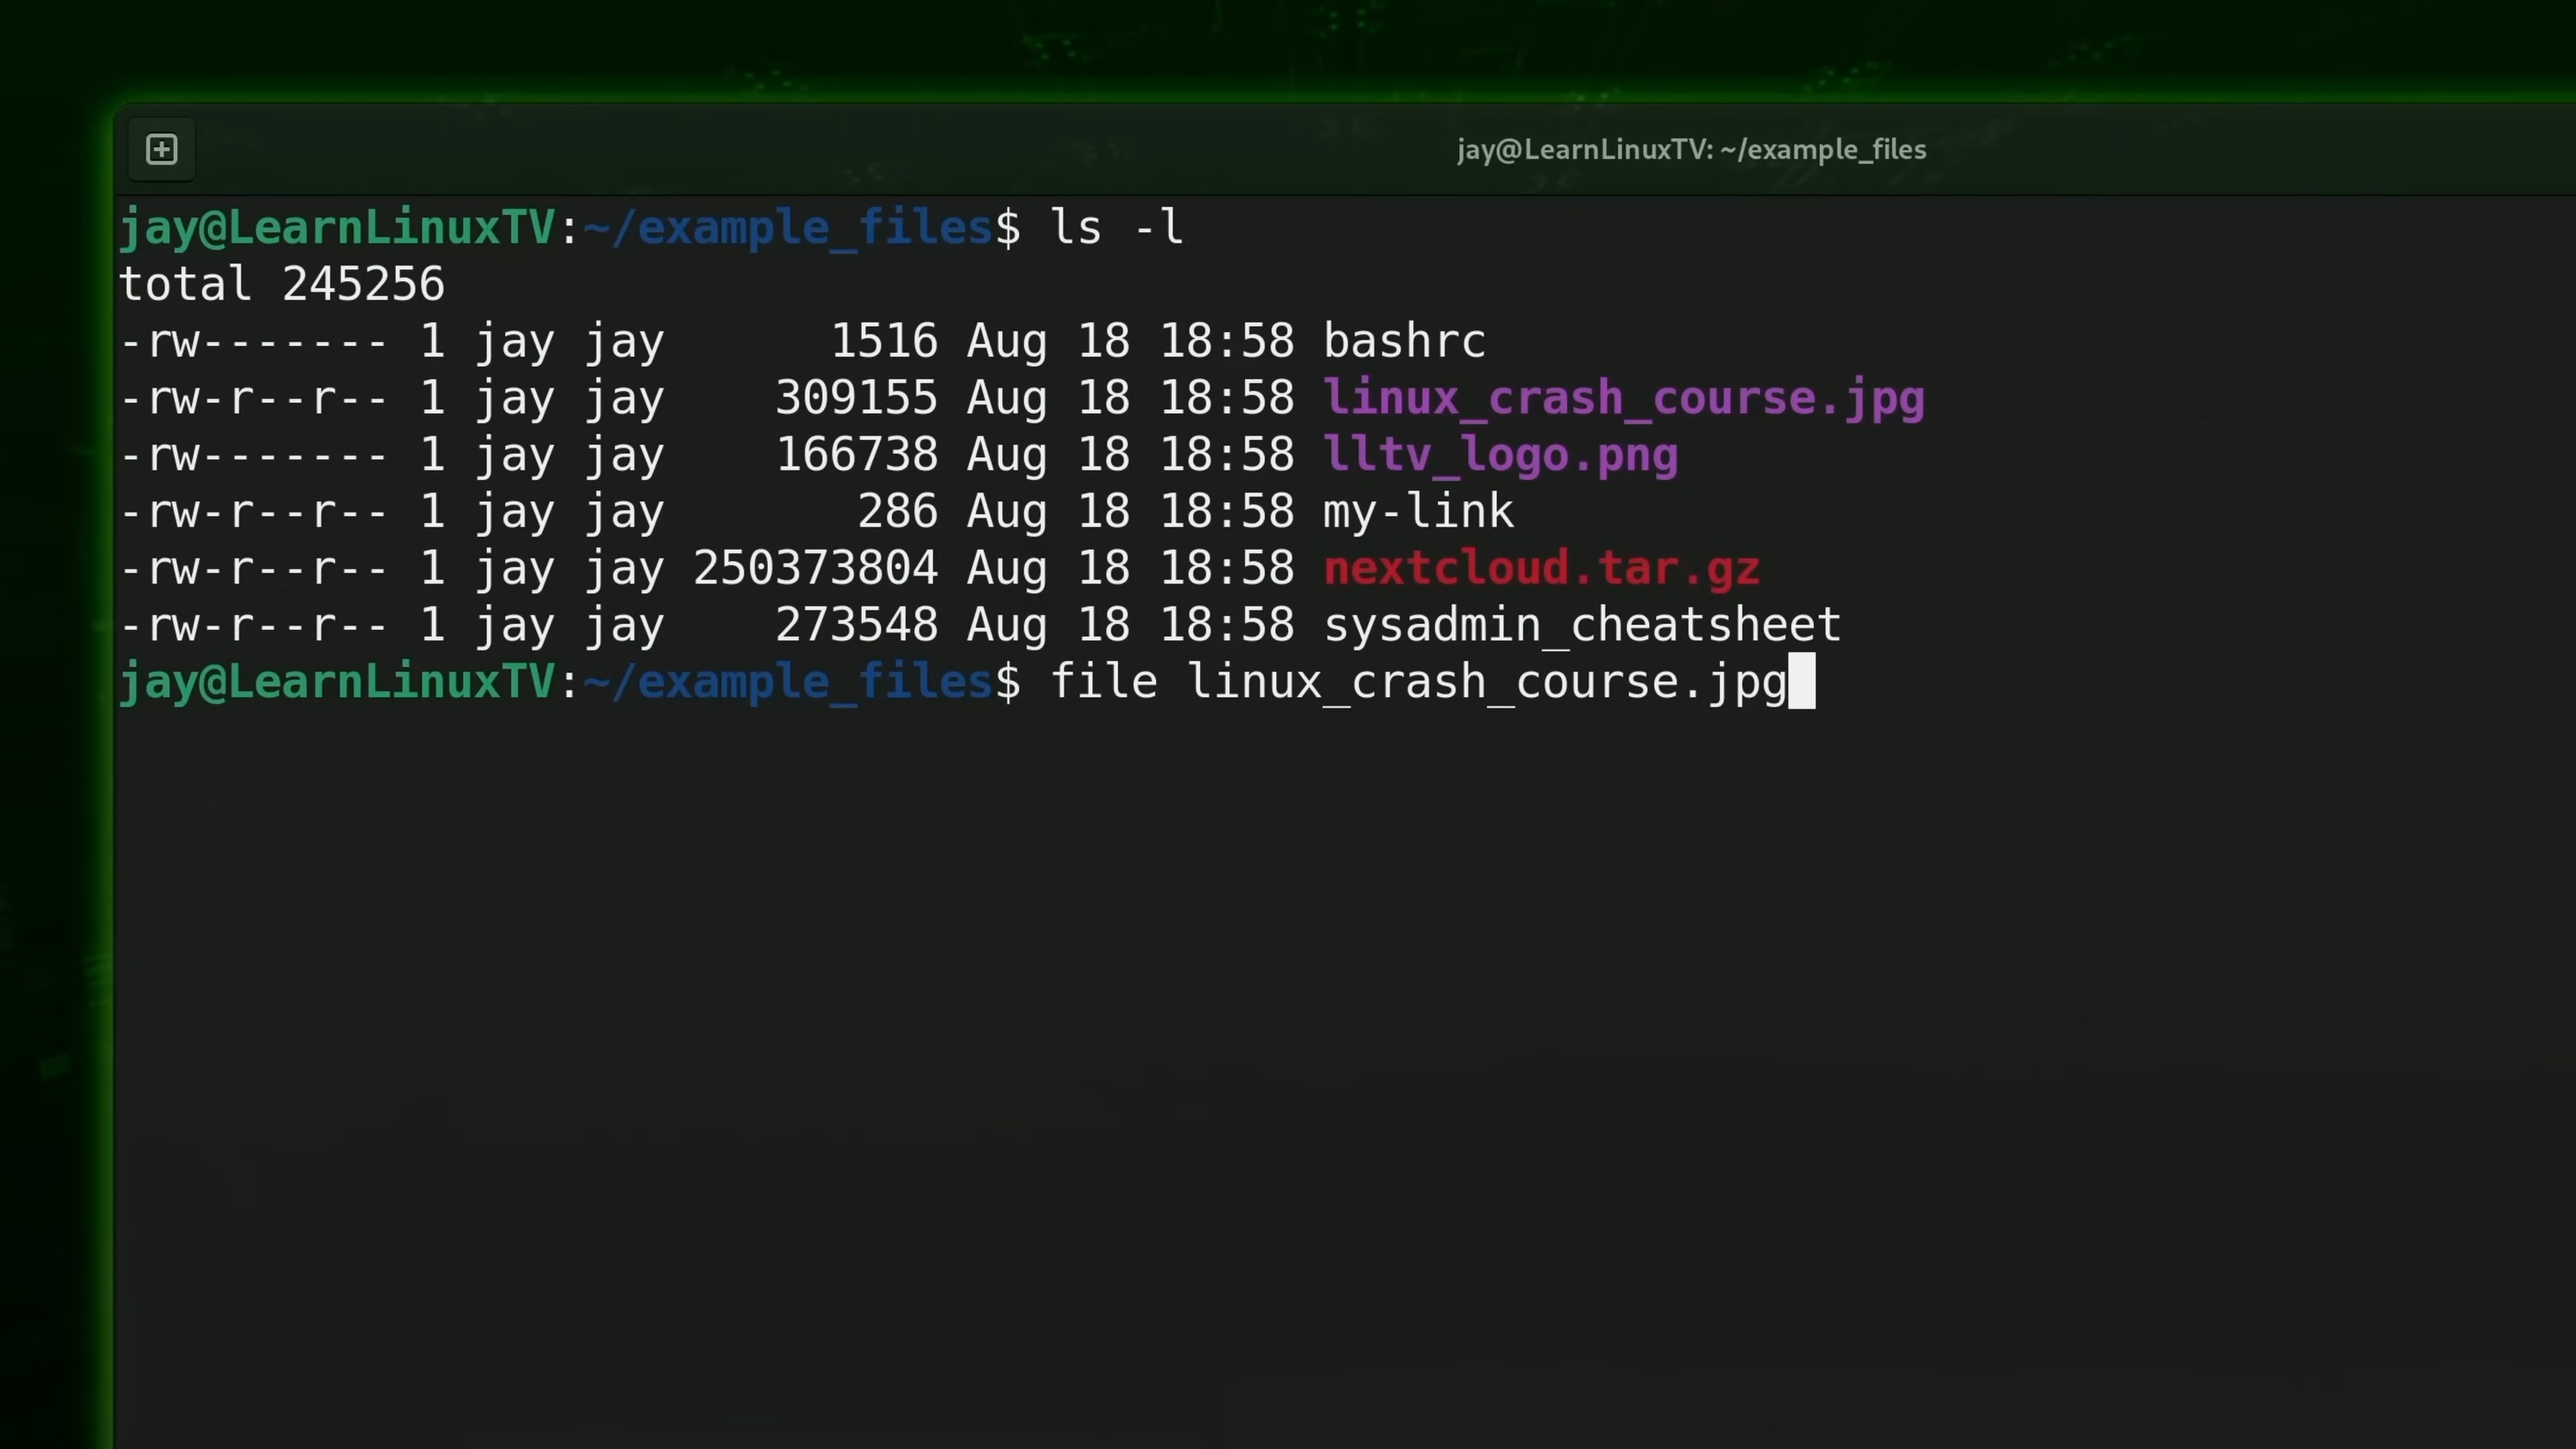 jay@LearnLinuxTV: ~/example_files
jay@LearnLinuxTV:~/example_files$ ls -l
total 245256
-rw------- 1 jay jay      1516 Aug 18 18:58 bashrc
-rw-r--r-- 1 jay jay    309155 Aug 18 18:58 linux_crash_course.jpg
-rw------- 1 jay jay    166738 Aug 18 18:58 lltv_logo.png
-rw-r--r-- 1 jay jay       286 Aug 18 18:58 my-link
-rw-r--r-- 1 jay jay 250373804 Aug 18 18:58 nextcloud.tar.gz
-rw-r--r-- 1 jay jay    273548 Aug 18 18:58 sysadmin_cheatsheet
jay@LearnLinuxTV:~/example_files$ file linux_crash_course.jpg